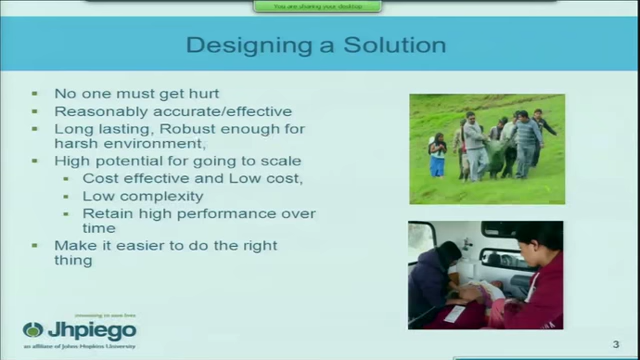 You are sharing your desktop
Designing a Solution
No one must get hurt
Reasonably accurate/effective
Long lasting, Robust enough for
harsh environment,
High potential for going to scale
Cost effective and Low cost,
Low complexity
Retain high performance over
time
Make it easier to do the right
thing
innovating to save lives
Jhpiego
an affiliate of Johns Hopkins University
3